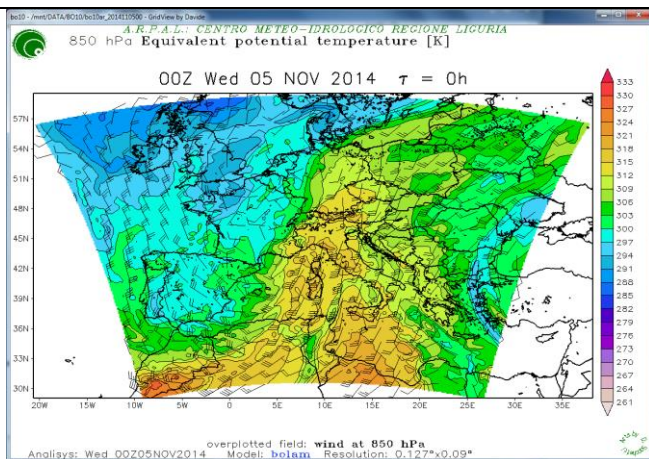 bo10 - /mnt/DATA/BO10/bo10ar_2014110500 - GridView by Davide
A.R.P.A.L.: CENTRO METEO-IDROLOGICO REGIONE LIGURIA
850 hPa Equivalent potential temperature [K]
00Z Wed 05 NOV 2014 τ = 0h
57N
54N
51N
48N
45N
42N
39N
36N
33N
30N
20W 15W 10W 5W 0 5E 10E 15E 20E 25E 30E 35E
333
330
327
324
321
318
315
312
309
306
303
300
297
294
291
288
285
282
279
276
273
270
267
264
261
overplotted field: wind at 850 hPa
Analisys: Wed 00Z05NOV2014 Model: bolam Resolution: 0.127°x0.09°